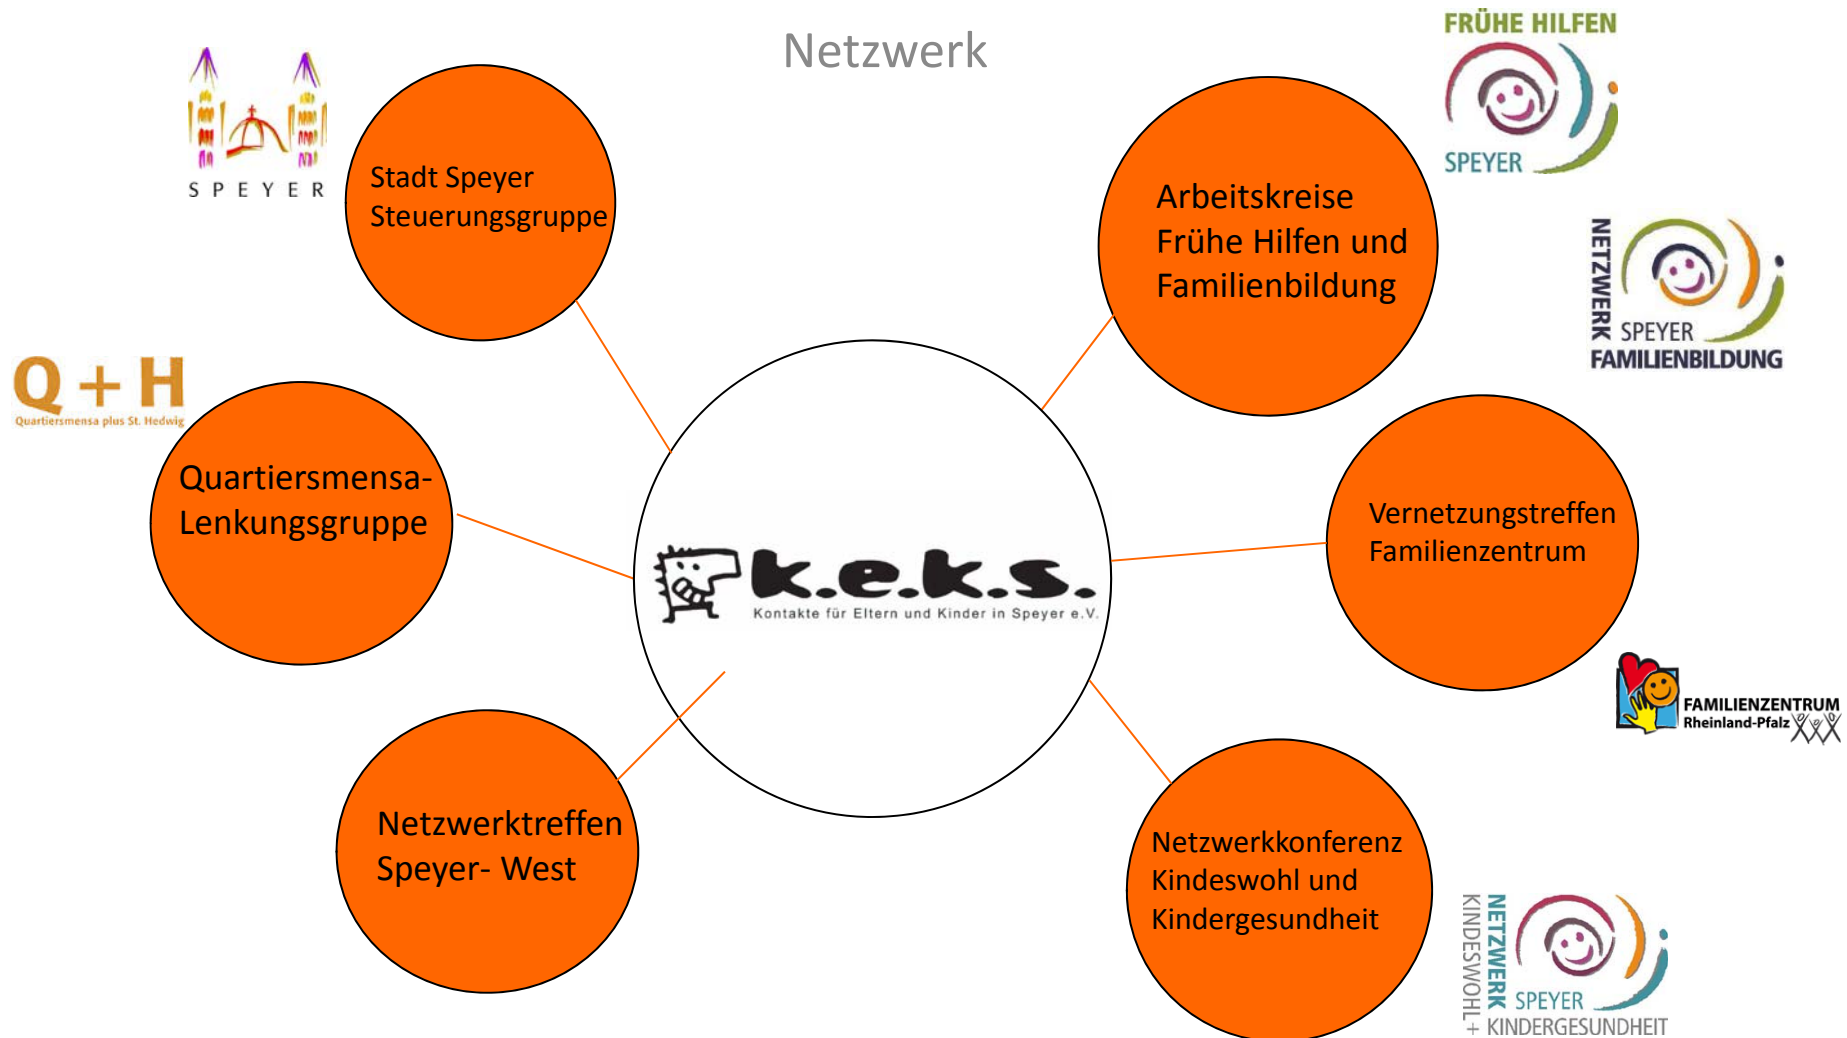 Netzwerk
SPEYER
Stadt Speyer
Steuerungsgruppe
FRÜHE HILFEN
SPEYER
Arbeitskreise
Frühe Hilfen und
Familienbildung
NETZWERK
SPEYER
FAMILIENBILDUNG
Q + H
Quartiersmensa plus St. Hedwig
Quartiersmensa-
Lenkungsgruppe
k.e.k.s.
Kontakte für Eltern und Kinder in Speyer e.V.
Vernetzungstreffen
Familienzentrum
FAMILIENZENTRUM
Rheinland-Pfalz
Netzwerktreffen
Speyer- West
Netzwerkkonferenz
Kindeswohl und
Kindergesundheit
NETZWERK
KINDESWOHL +
SPEYER
KINDERGESUNDHEIT